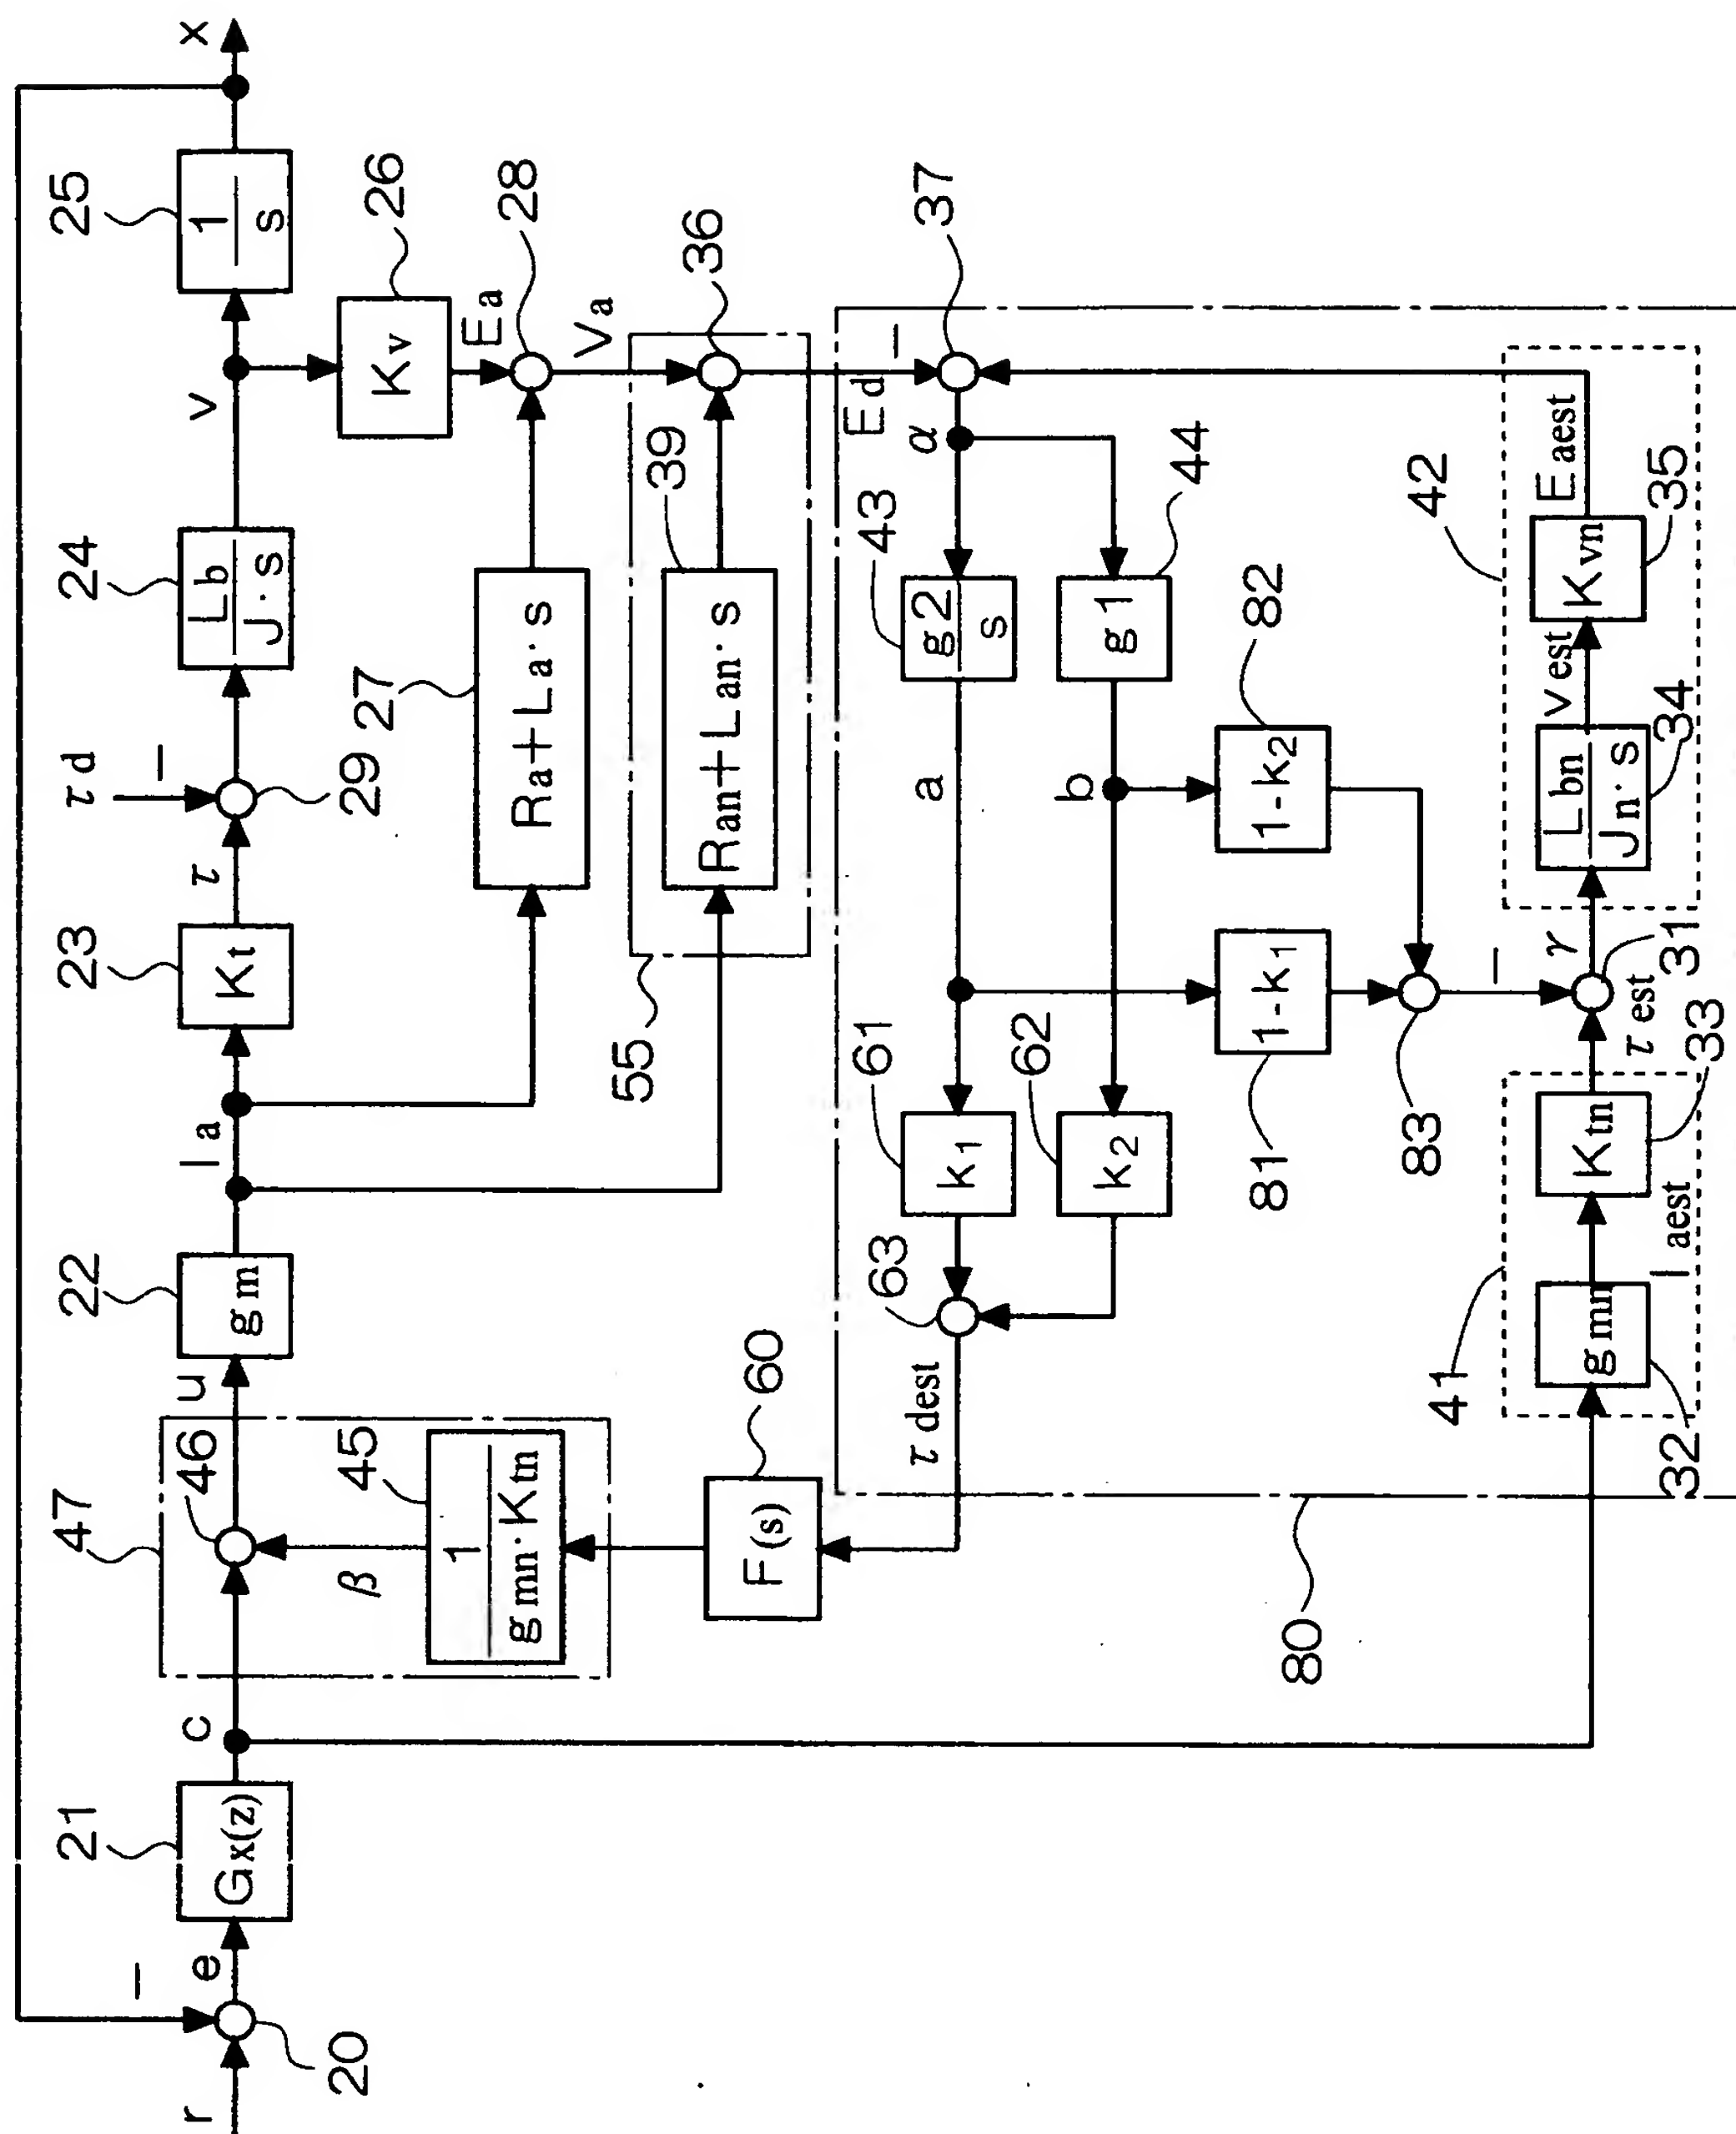 r
20
−
e
21
Gx(z)
c
47
46
β
45
1
gmn·Ktn
u
22
gm
Ia
23
Kt
τ
τd
−
29
24
Lb
J·s
v
25
1
s
x
26
Kv
Ea
28
Va
27
Ra+La·s
55
39
Ran+Lan·s
36
60
F(s)
80
τdest
63
61
k1
62
k2
a
b
43
g2
s
44
g1
α
Ed
−
37
81
1-k1
82
1-k2
83
−
41
32
gmn
Iaest
Ktn
33
τest
31
γ
42
Lbn
Jn·s
34
vest
Kvn
35
Eaest